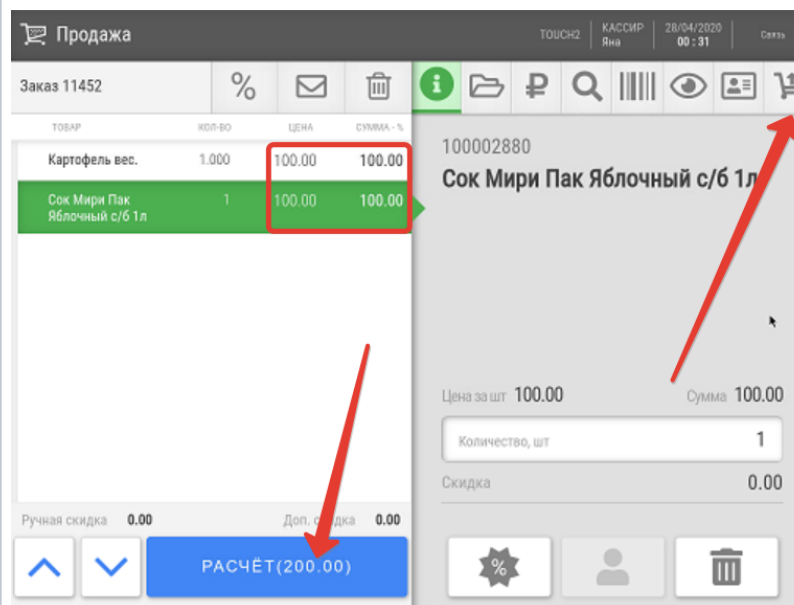 Продажа
TOUCH2
КАССИР
Яна
28/04/2020
00:31
Связь
Заказ 11452
%
ТОВАР КОЛ-ВО ЦЕНА СУММА - %
Картофель вес. 1.000 100.00 100.00
Сок Мири Пак 1 100.00 100.00
Яблочный с/б 1л
100002880
Сок Мири Пак Яблочный с/б 1л
Цена за шт 100.00 Сумма 100.00
Количество, шт 1
Скидка 0.00
Ручная скидка 0.00 Доп. скидка 0.00
РАСЧЁТ(200.00)
%